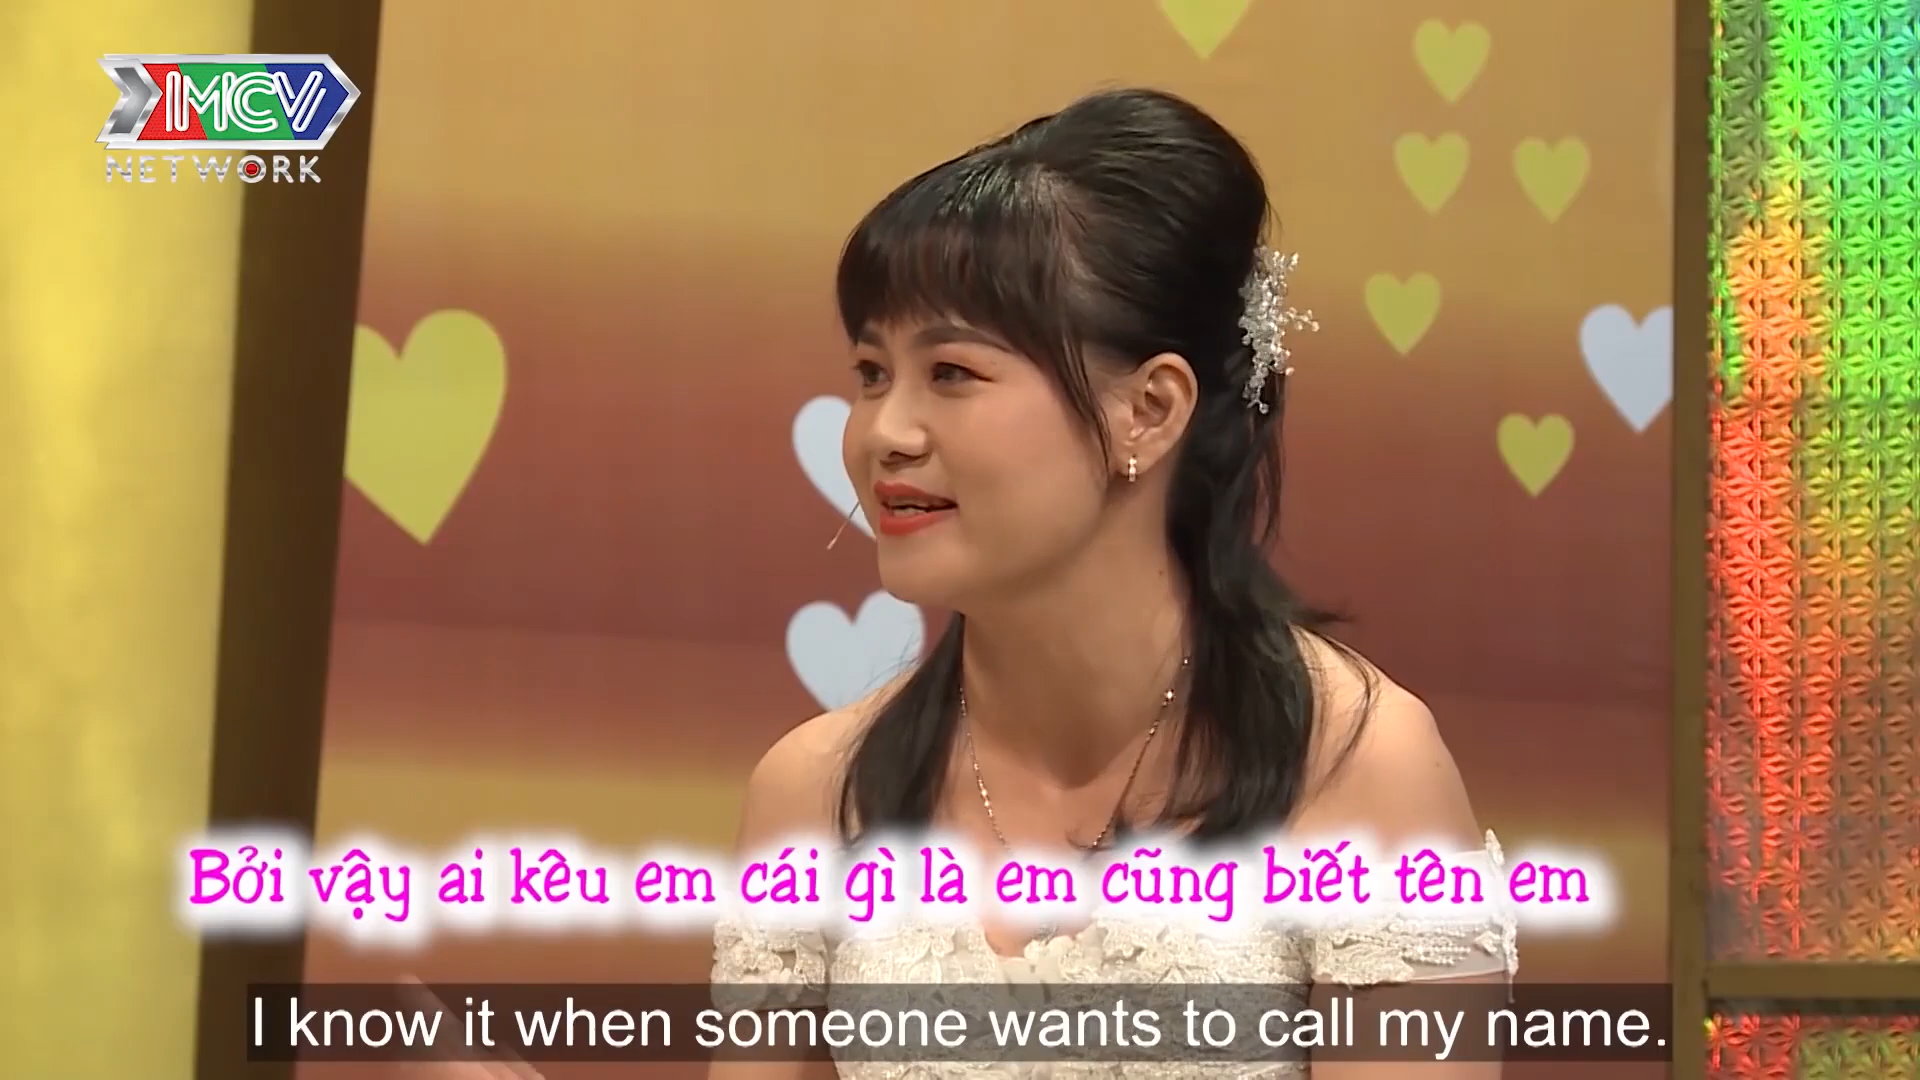 MCV
NETWORK
Bởi vậy ai kêu em cái gì là em cũng biết tên em
I know it when someone wants to call my name.